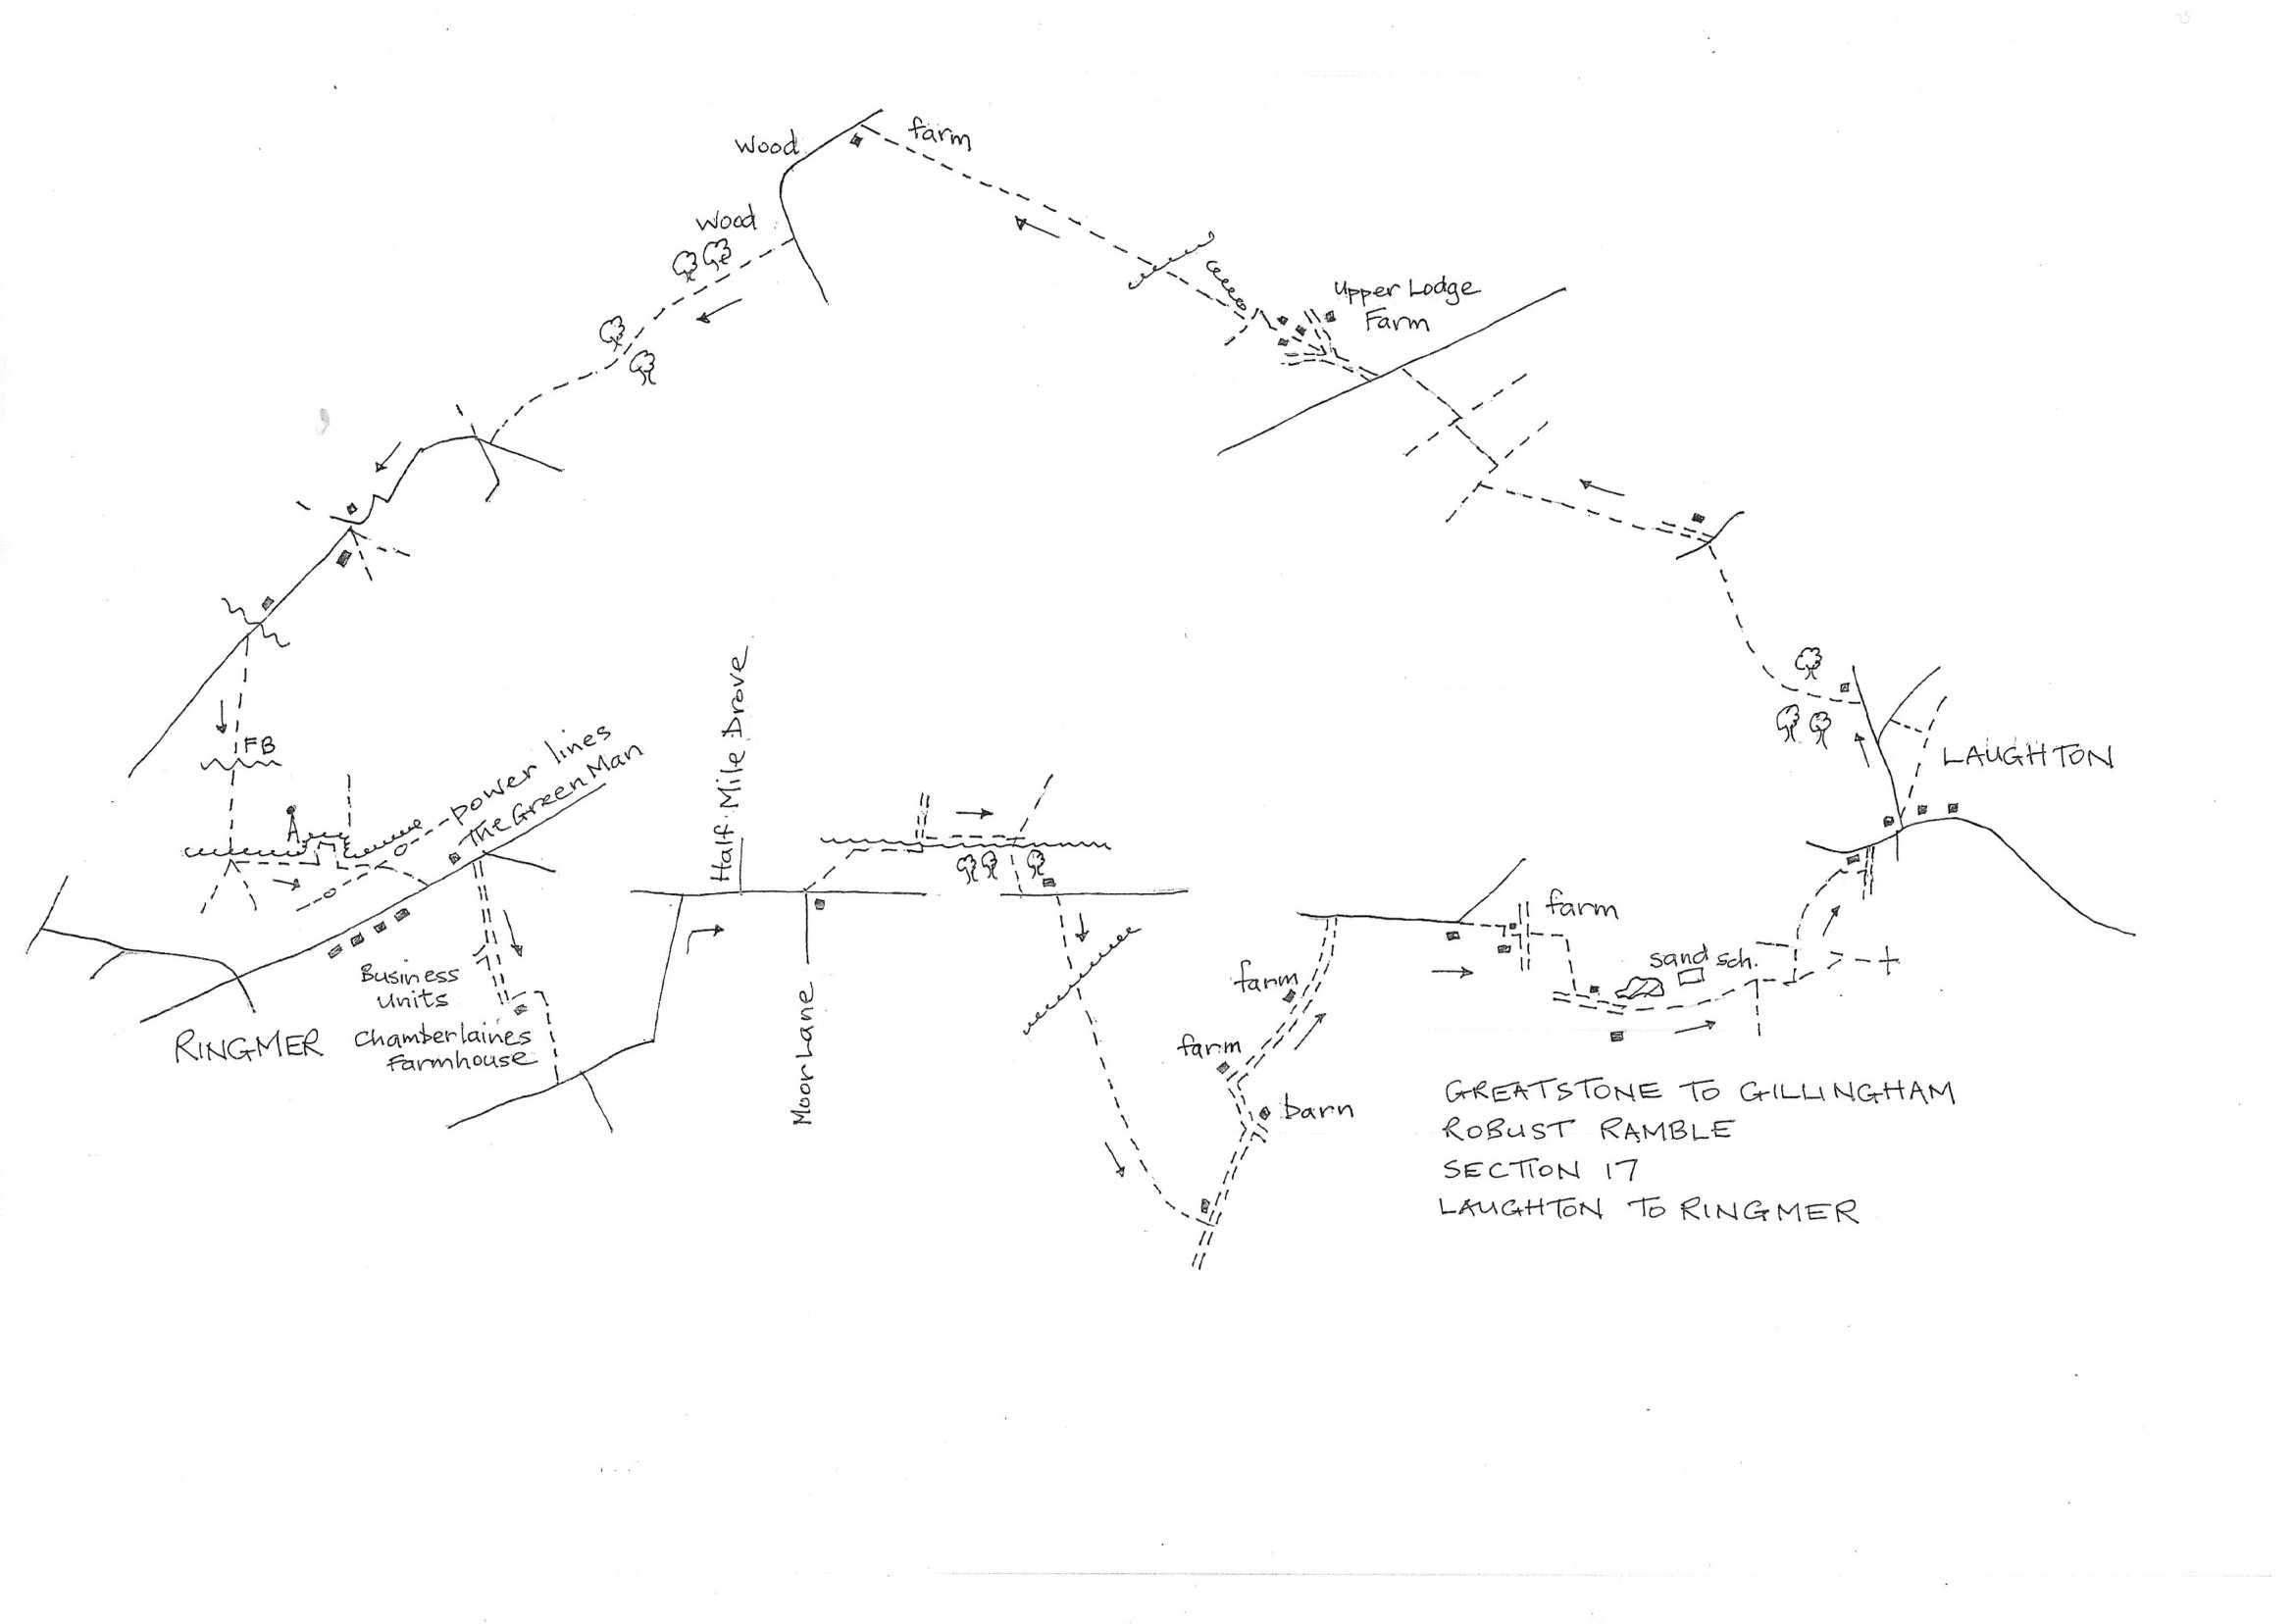 Wood
farm
Wood
Upper Lodge
Farm
LAUGHTON
FB
power lines
The Green Man
Half Mile Drove
Business
Units
Chamberlaines
Farmhouse
RINGMER
Moor Lane
farm
farm
barn
farm
sand sch.
GREATSTONE TO GILLINGHAM
ROBUST RAMBLE
SECTION 17
LAUGHTON TO RINGMER